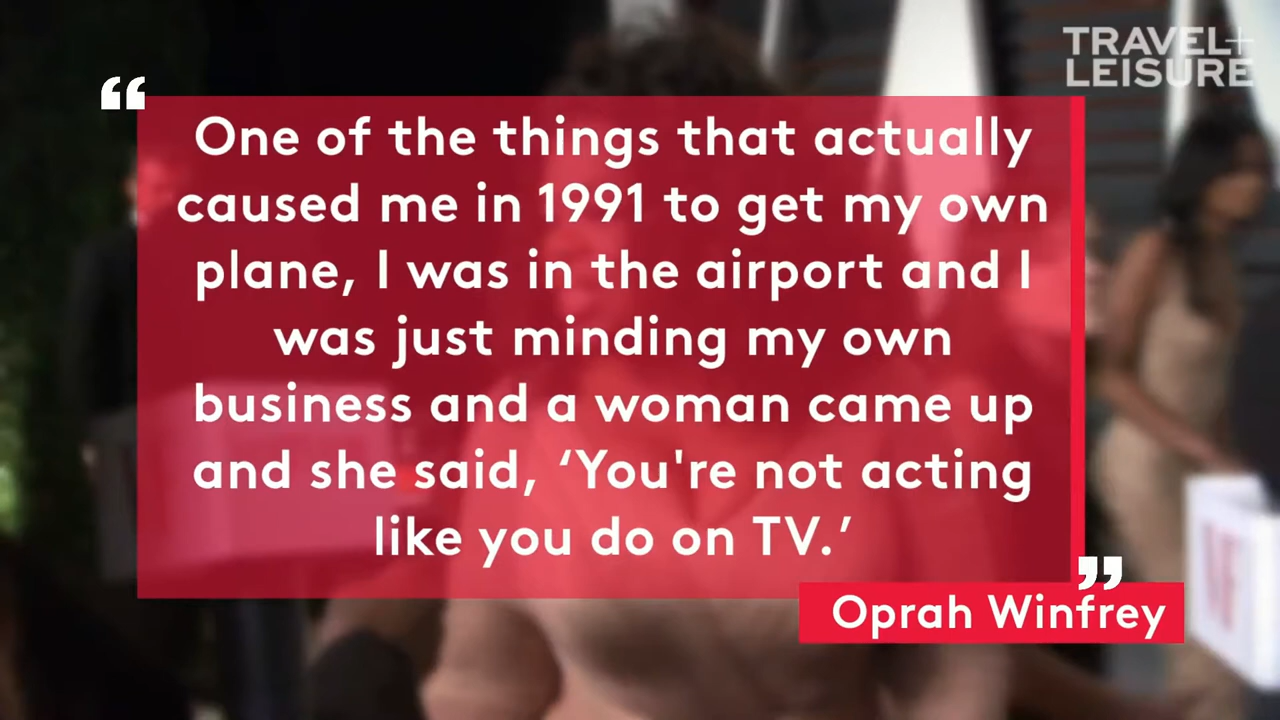 TRAVEL+
LEISURE
“
One of the things that actually
caused me in 1991 to get my own
plane, I was in the airport and I
was just minding my own
business and a woman came up
and she said, ‘You're not acting
like you do on TV.’
”
Oprah Winfrey